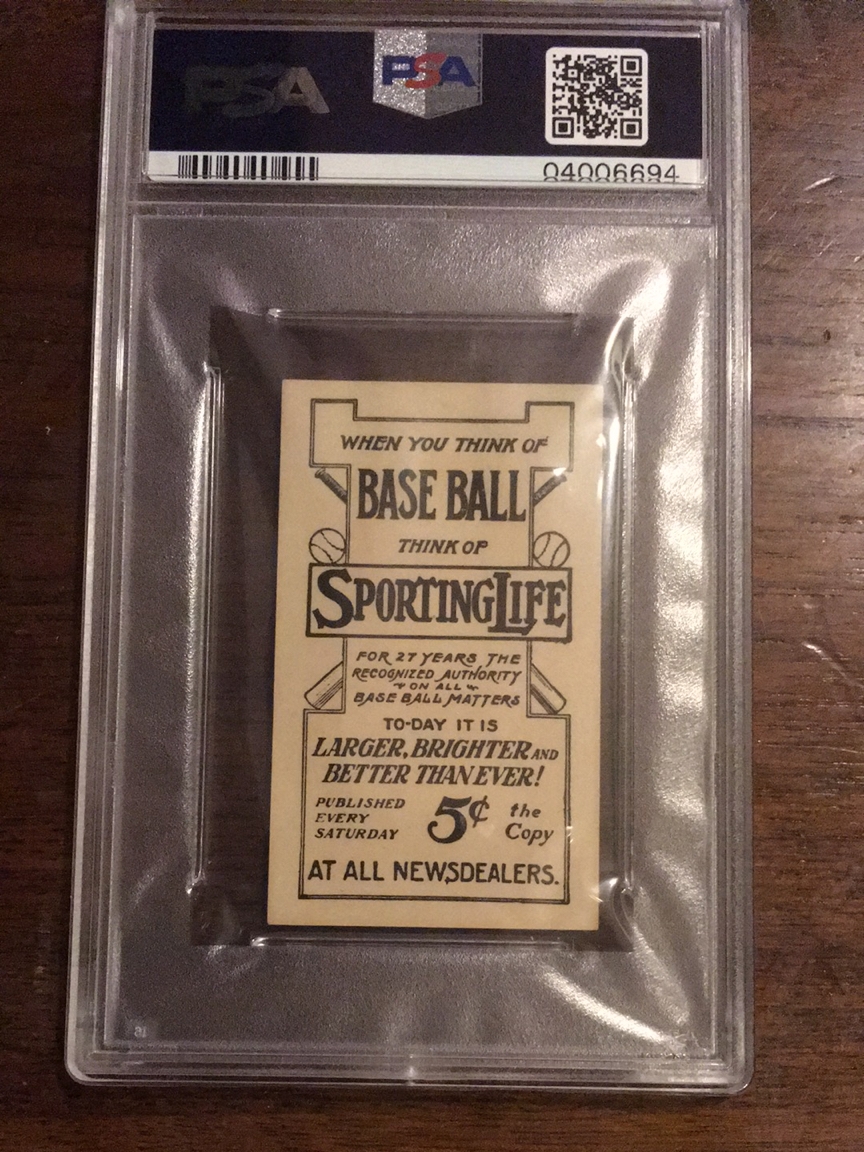 PSA PSA
04006694
WHEN YOU THINK OF
BASE BALL
THINK OF
SPORTING LIFE
FOR 27 YEARS THE
RECOGNIZED AUTHORITY
ON ALL
BASE BALL MATTERS
TO-DAY IT IS
LARGER, BRIGHTER AND
BETTER THAN EVER!
PUBLISHED
EVERY
SATURDAY
5¢
the
Copy
AT ALL NEWSDEALERS.